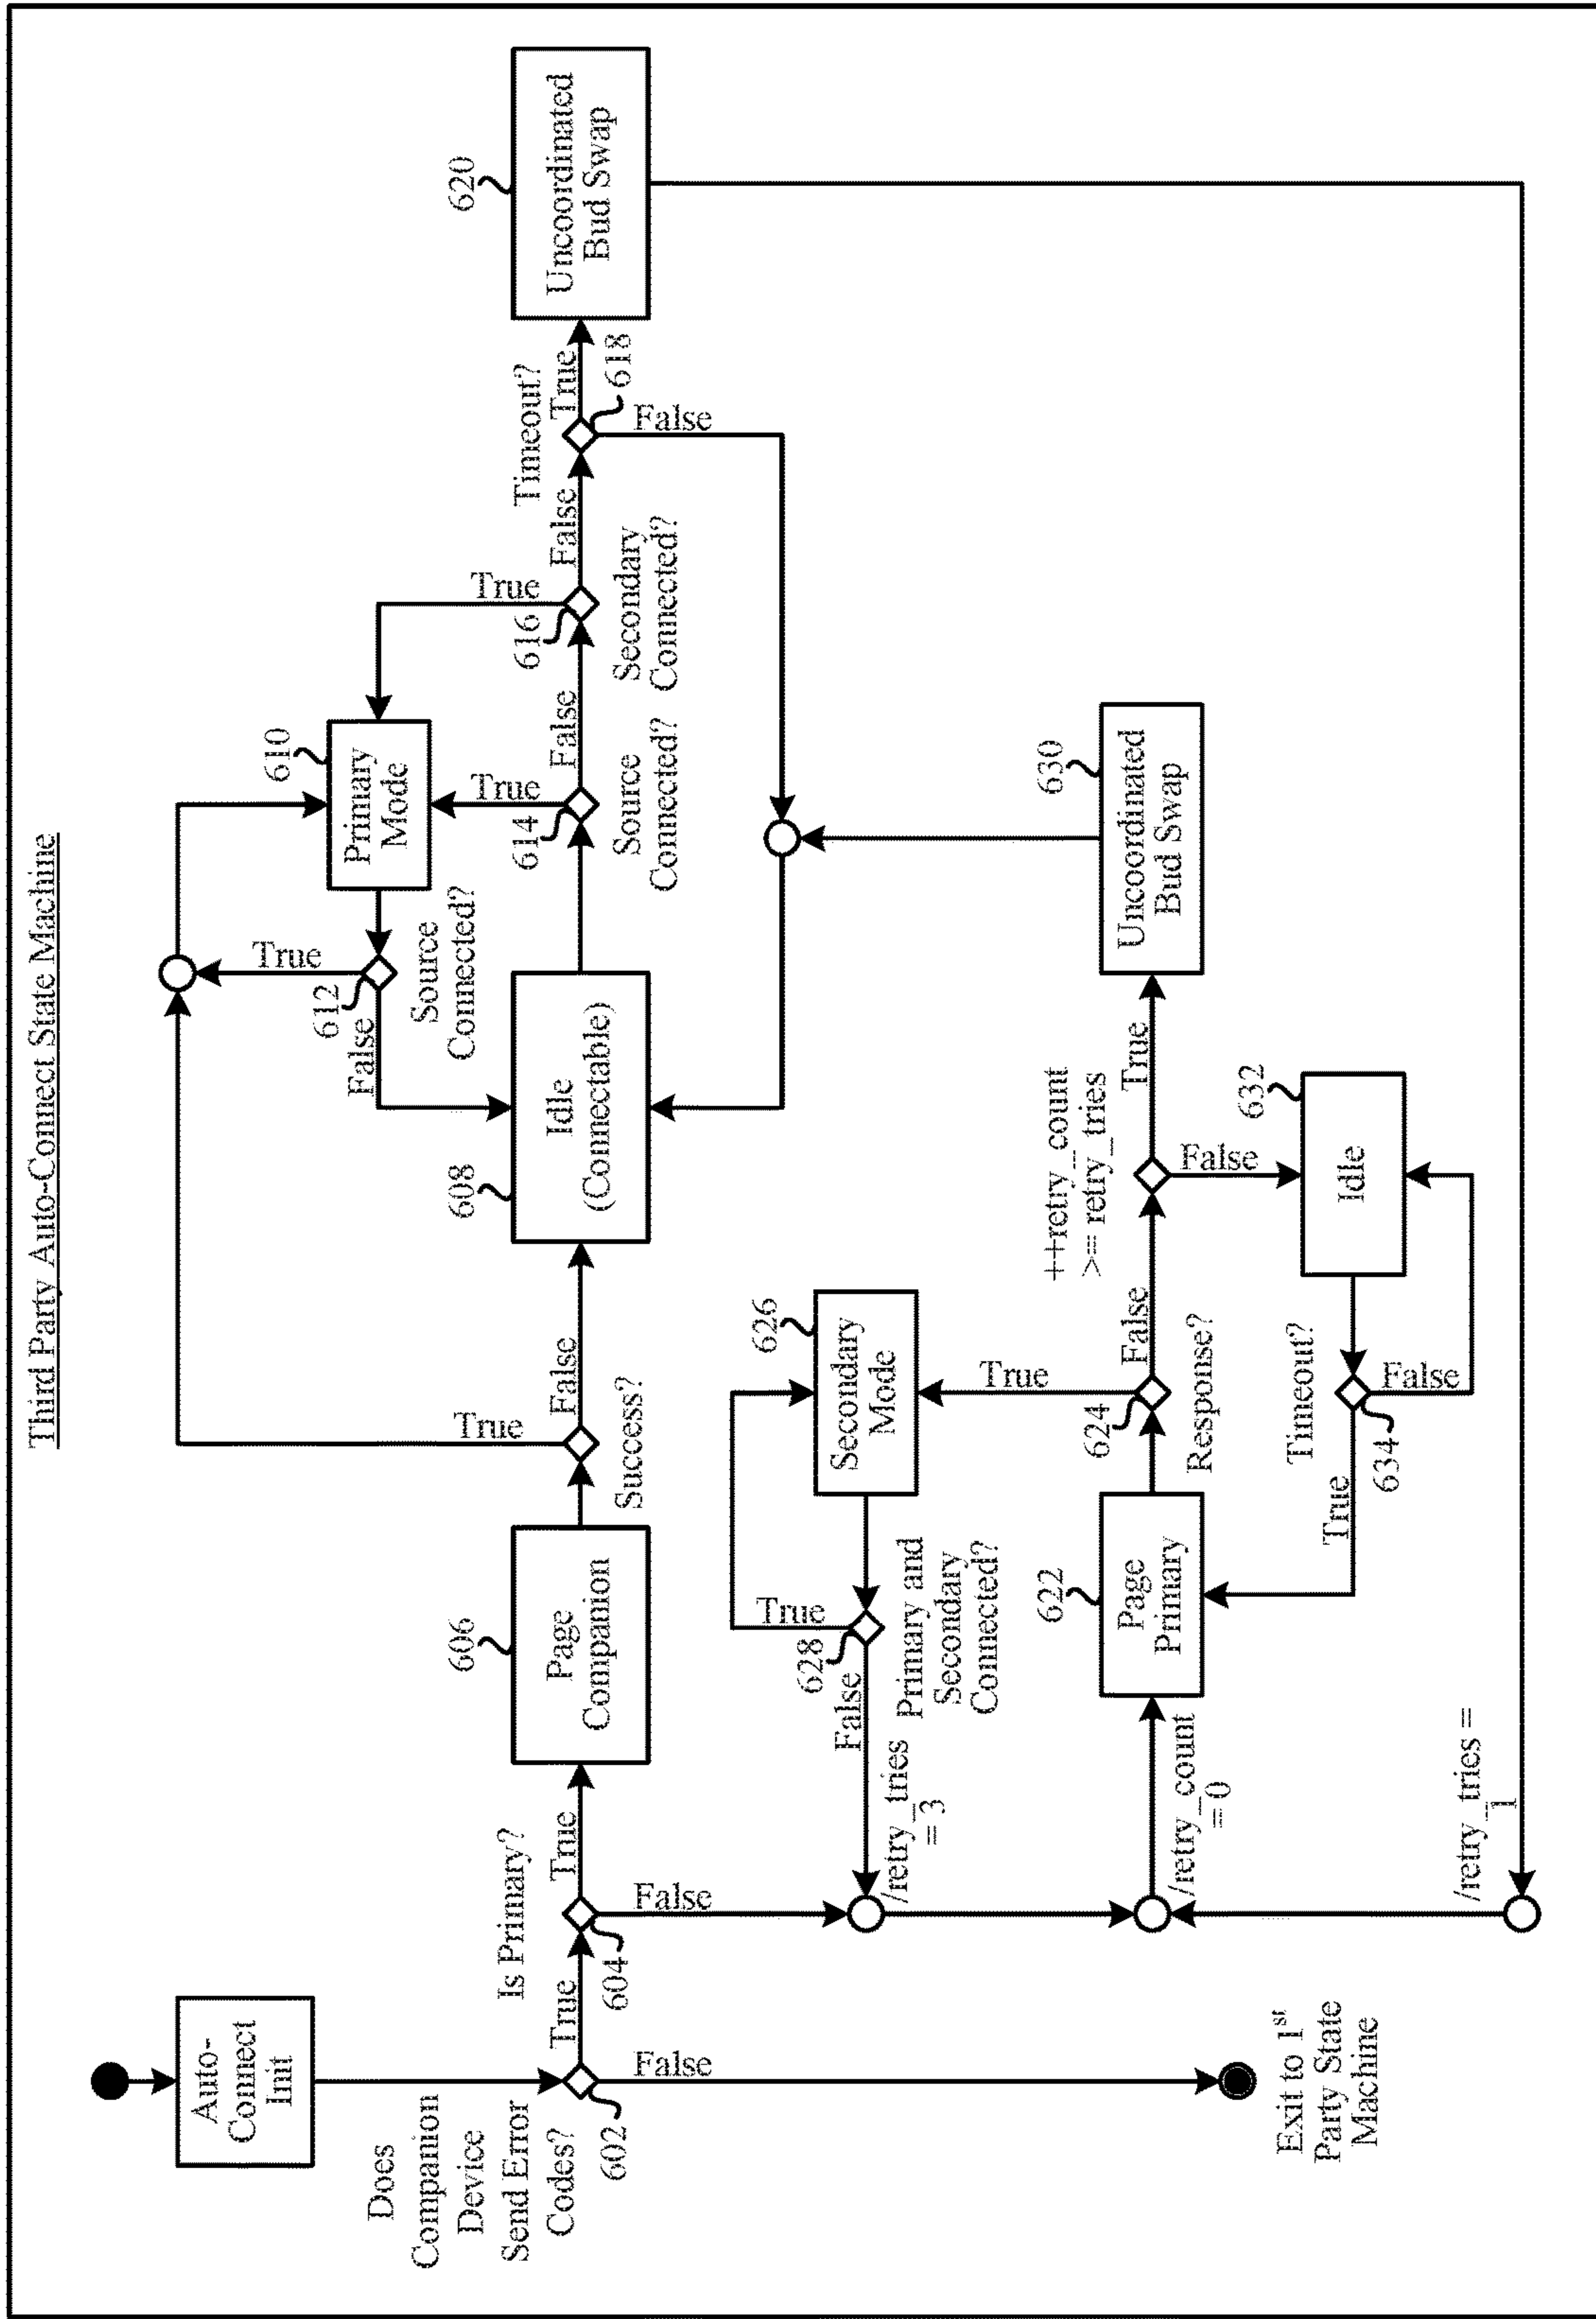 Third Party Auto-Connect State Machine
Auto-
Connect
Init
Does
Companion
Device
Send Error
Codes?
602
True
False
Exit to 1st
Party State
Machine
Is Primary?
604
True
False
606
Page
Companion
Success?
True
False
608
Idle
(Connectable)
610
Primary
Mode
612
True
False
Source
Connected?
614
True
False
Source
Connected?
616
True
False
Secondary
Connected?
Timeout?
True
618
False
620
Uncoordinated
Bud Swap
626
Secondary
Mode
628
True
False
Primary and
Secondary
Connected?
/retry_tries
= 3
/retry_count
= 0
/retry_tries =
1
622
Page
Primary
624
Response?
True
False
++retry_count
>= retry_tries
True
False
630
Uncoordinated
Bud Swap
632
Idle
Timeout?
634
True
False